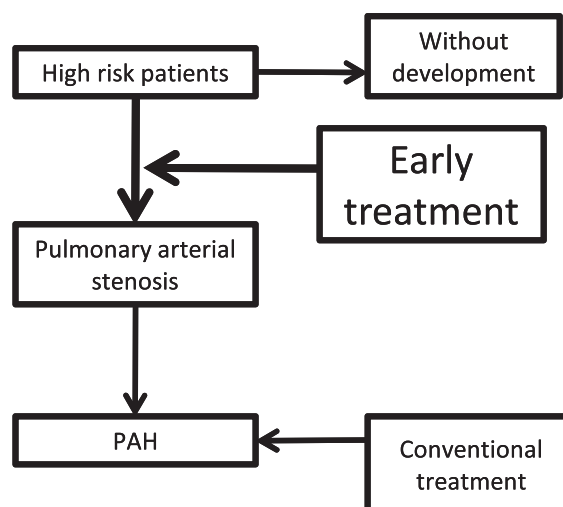 High risk patients
Without
development
Early
treatment
Pulmonary arterial
stenosis
PAH
Conventional
treatment